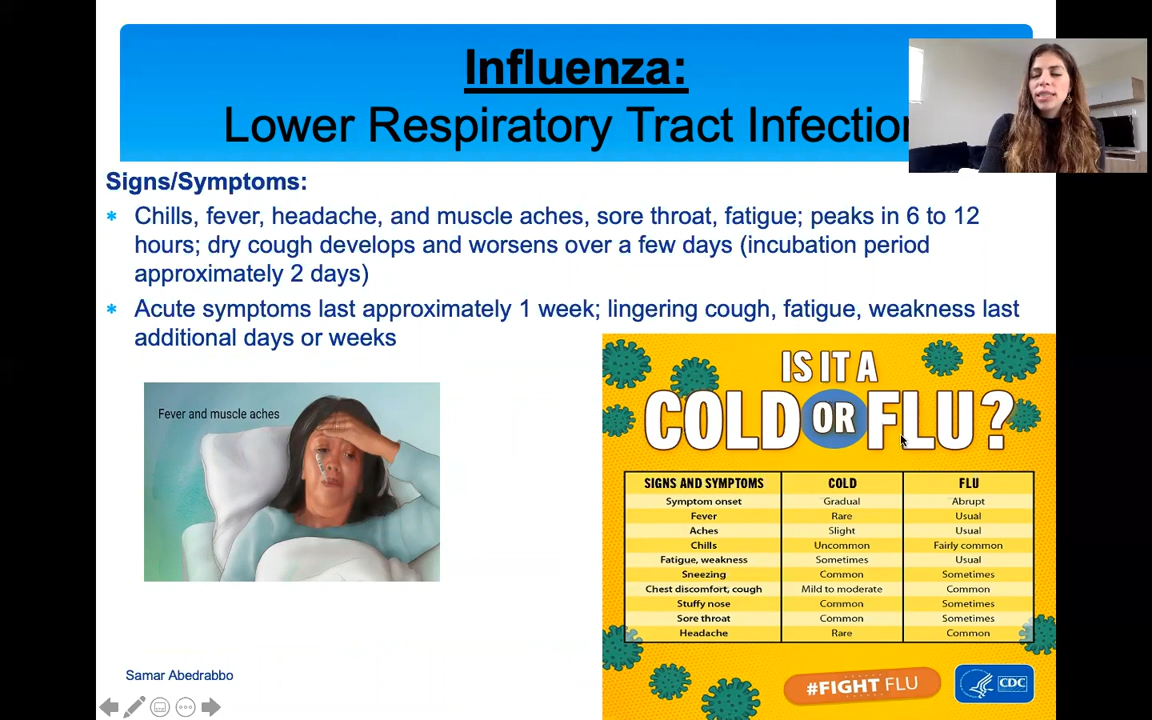 Influenza:
Lower Respiratory Tract Infection
Signs/Symptoms:
* Chills, fever, headache, and muscle aches, sore throat, fatigue; peaks in 6 to 12
hours; dry cough develops and worsens over a few days (incubation period
approximately 2 days)
* Acute symptoms last approximately 1 week; lingering cough, fatigue, weakness last
additional days or weeks
Fever and muscle aches
IS IT A
COLD OR FLU?
SIGNS AND SYMPTOMS COLD FLU
Symptom onset Gradual Abrupt
Fever Rare Usual
Aches Slight Usual
Chills Uncommon Fairly common
Fatigue, weakness Sometimes Usual
Sneezing Common Sometimes
Chest discomfort, cough Mild to moderate Common
Stuffy nose Common Sometimes
Sore throat Common Sometimes
Headache Rare Common
#FIGHT FLU
CDC
Samar Abedrabbo